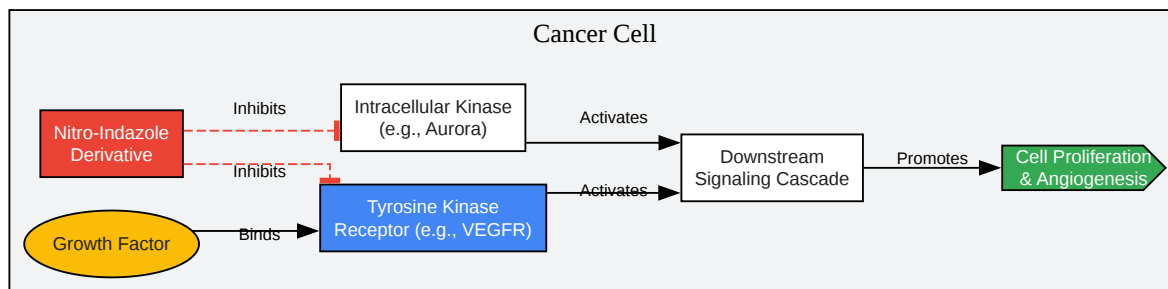 Cancer Cell
Inhibits
Intracellular Kinase
(e.g., Aurora)
Activates
Nitro-Indazole
Derivative
Inhibits
Downstream
Signaling Cascade
Promotes
Cell Proliferation
& Angiogenesis
Tyrosine Kinase
Receptor (e.g., VEGFR)
Activates
Growth Factor
Binds